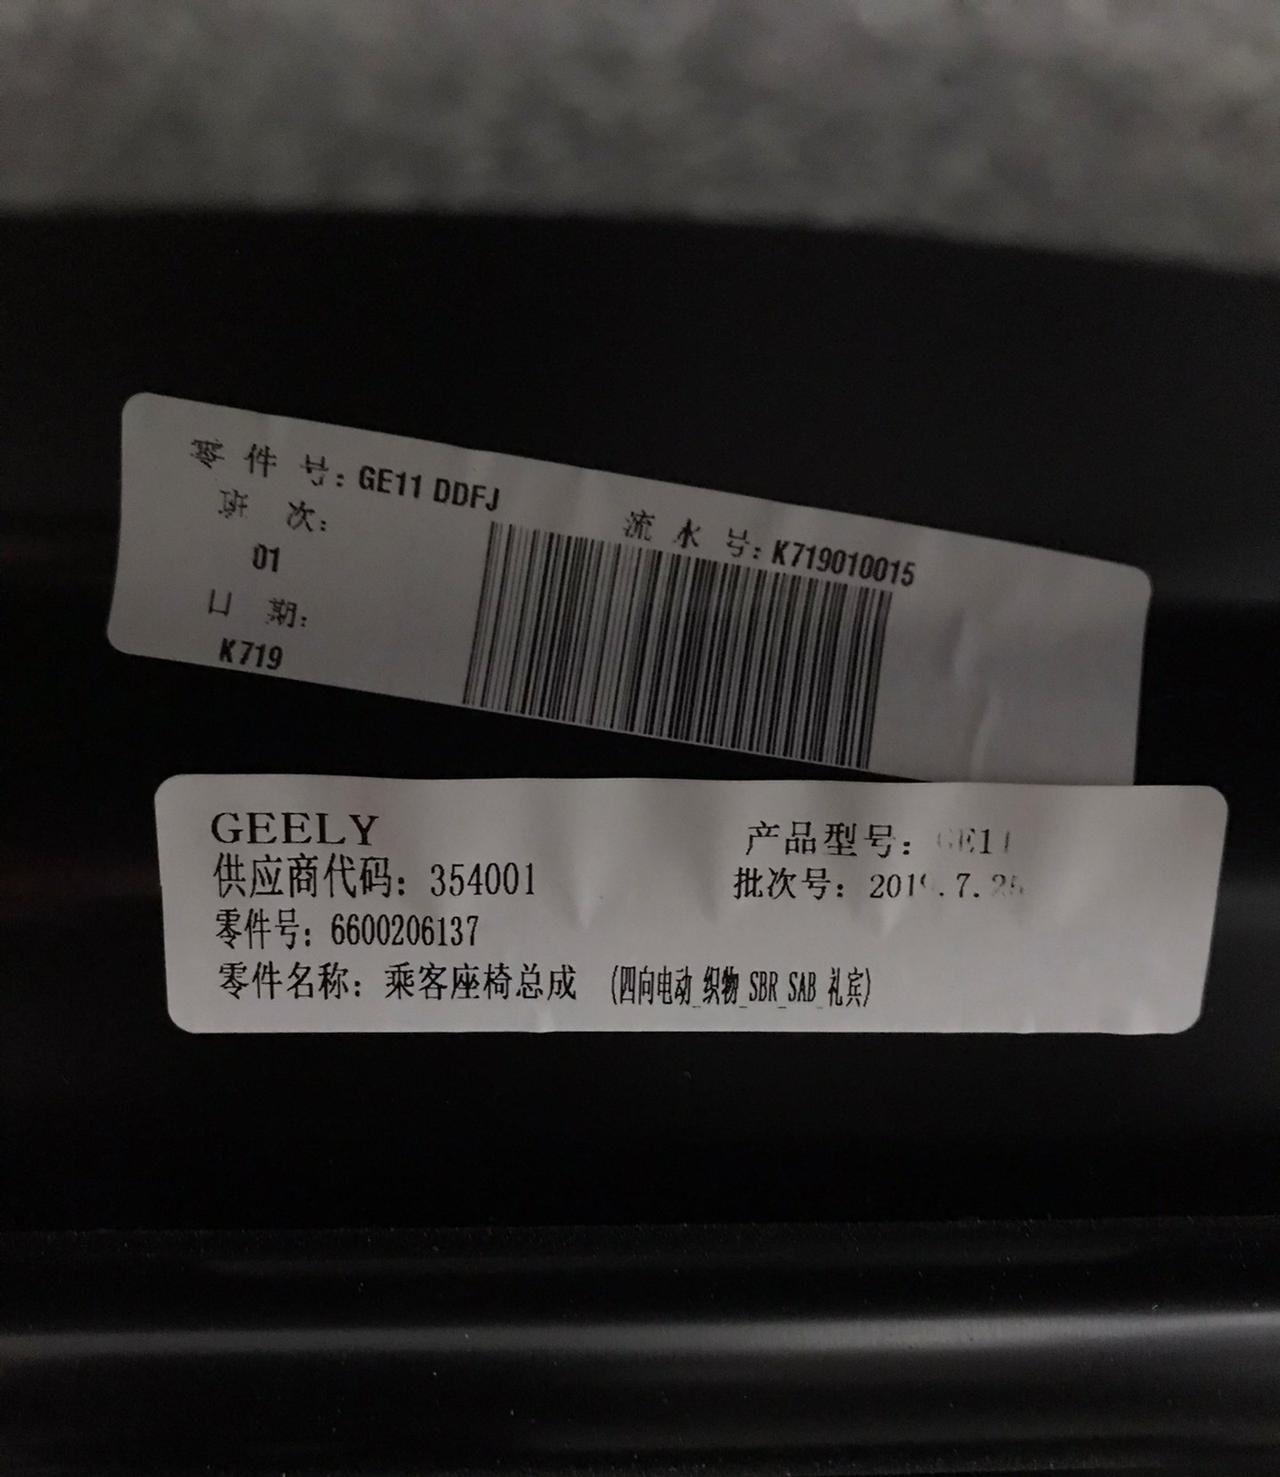 零件号：GE11 DDFJ
班次：
流水号：K719010015
01
日期：
K719
GEELY
产品型号：GE11
供应商代码：354001
批次号：
零件号：6600206137
零件名称：乘客座椅总成 (四向电动_织物_SBR_SAB_礼宾)